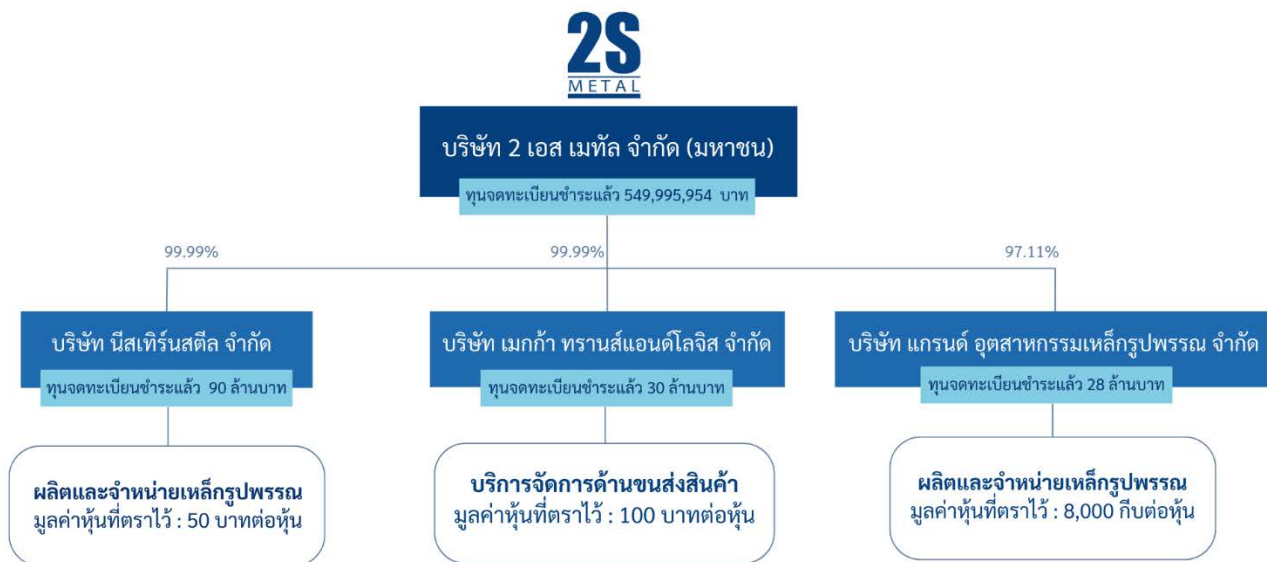 2S
METAL
บริษัท 2 เอส เมทัล จำกัด (มหาชน)
ทุนจดทะเบียนชำระแล้ว 549,995,954 บาท
99.99%
99.99%
97.11%
บริษัท นีสเทิร์นสตีล จำกัด
ทุนจดทะเบียนชำระแล้ว 90 ล้านบาท
ผลิตและจำหน่ายเหล็กรูปพรรณ
มูลค่าหุ้นที่ตราไว้ : 50 บาทต่อหุ้น
บริษัท เมกก้า ทรานส์แอนด์โลจิส จำกัด
ทุนจดทะเบียนชำระแล้ว 30 ล้านบาท
บริการจัดการด้านขนส่งสินค้า
มูลค่าหุ้นที่ตราไว้ : 100 บาทต่อหุ้น
บริษัท แกรนด์ อุตสาหกรรมเหล็กรูปพรรณ จำกัด
ทุนจดทะเบียนชำระแล้ว 28 ล้านบาท
ผลิตและจำหน่ายเหล็กรูปพรรณ
มูลค่าหุ้นที่ตราไว้ : 8,000 กีบต่อหุ้น